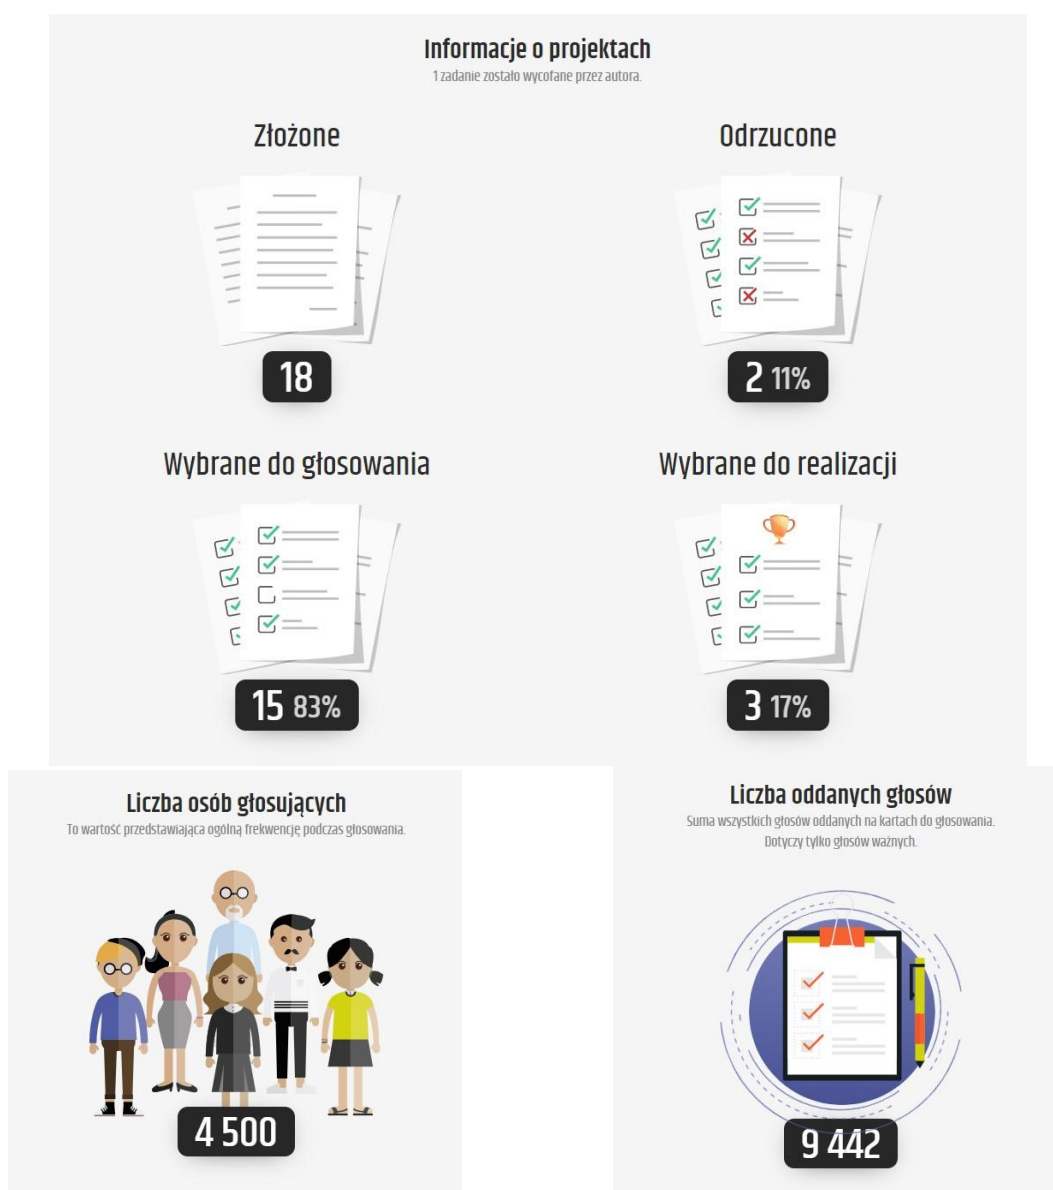 Informacje o projektach
1 zadanie zostało wycofane przez autora.
Złożone
Odrzucone
18
2 11%
Wybrane do głosowania
Wybrane do realizacji
15 83%
3 17%
Liczba osób głosujących
To wartość przedstawiająca ogólną frekwencję podczas głosowania.
4 500
Liczba oddanych głosów
Suma wszystkich głosów oddanych na kartach do głosowania.
Dotyczy tylko głosów ważnych.
9 442